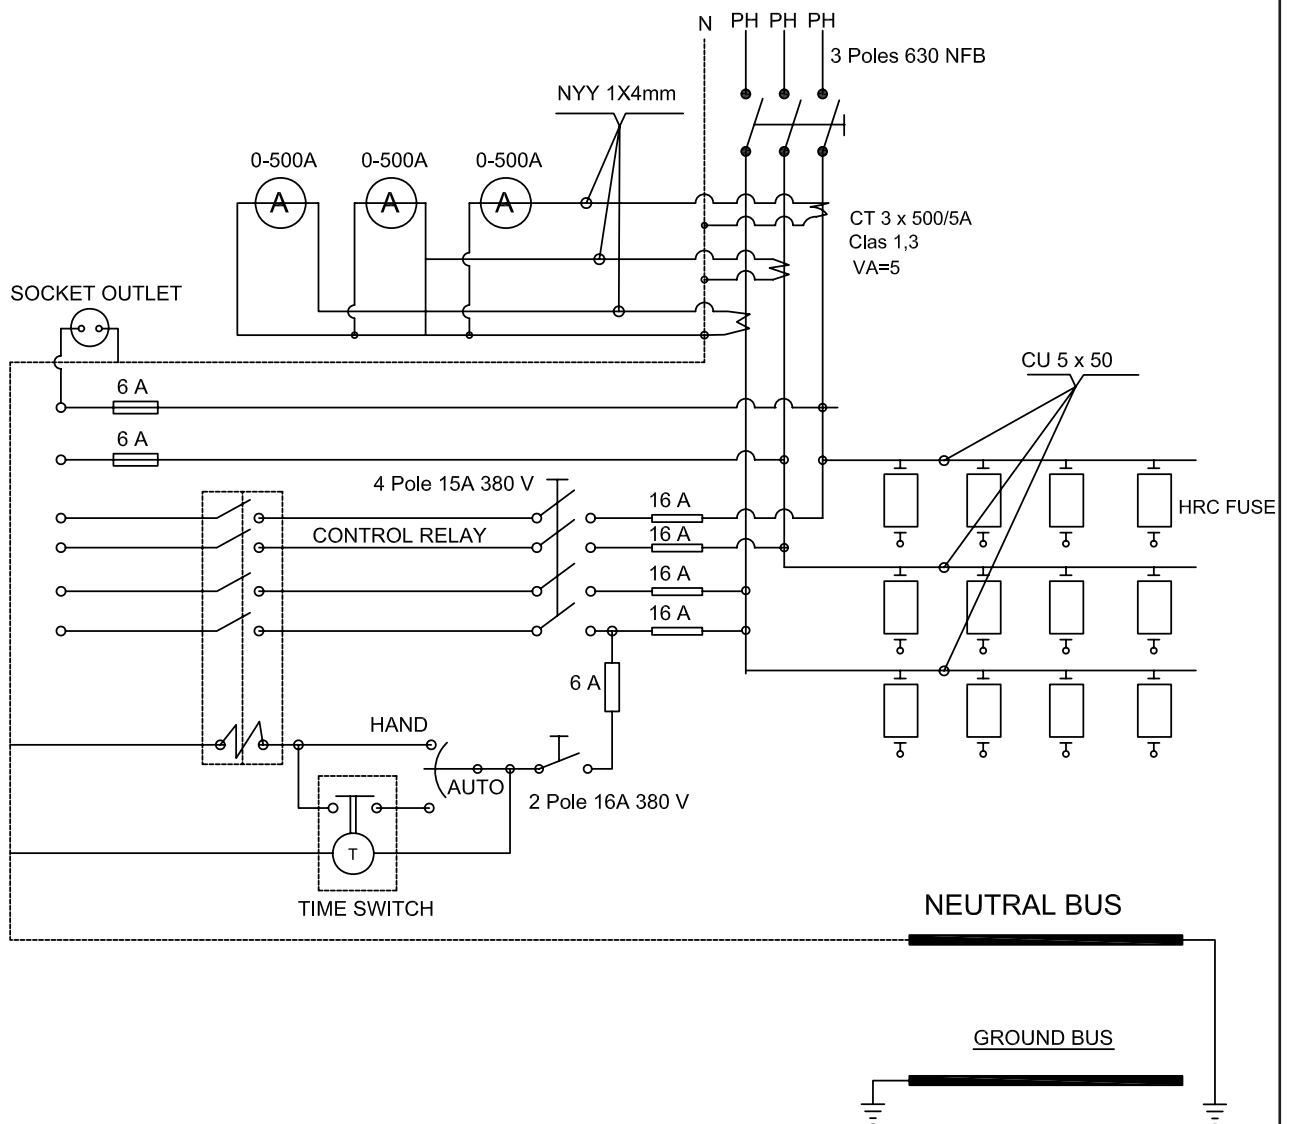 N PH PH PH
3 Poles 630 NFB
NYY 1X4mm
0-500A 0-500A 0-500A
A A A
CT 3 x 500/5A
Clas 1,3
VA=5
SOCKET OUTLET
CU 5 x 50
6 A
6 A
4 Pole 15A 380 V
16 A
HRC FUSE
CONTROL RELAY
16 A
16 A
16 A
6 A
HAND
AUTO
2 Pole 16A 380 V
T
TIME SWITCH
NEUTRAL BUS
GROUND BUS